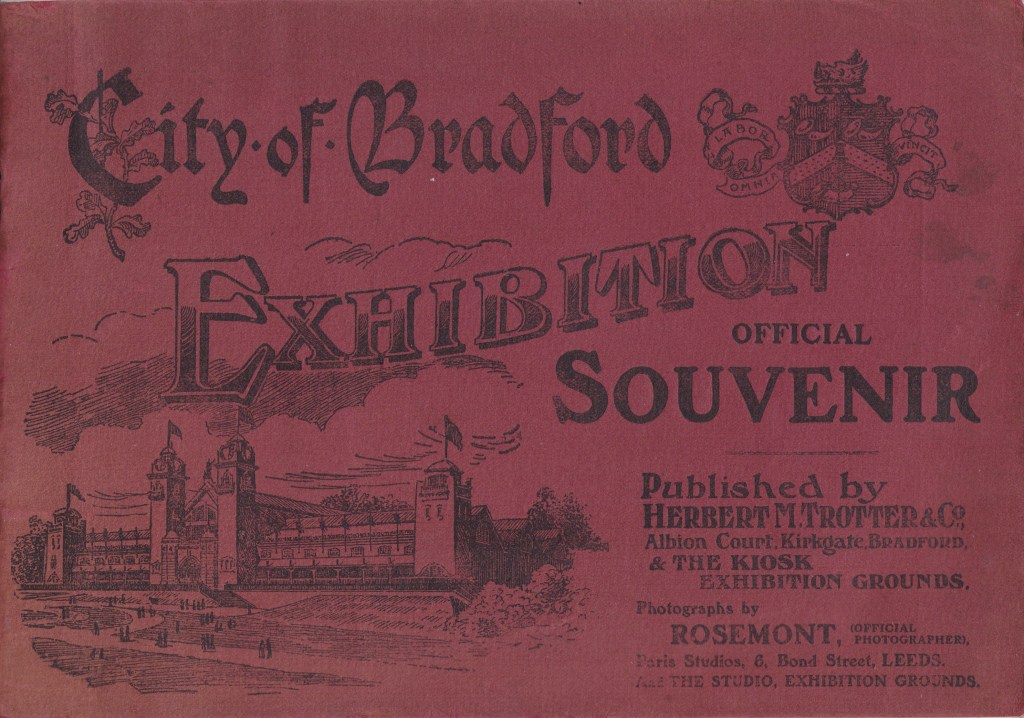 City·of·Bradford
LABOR
OMNIA
VINCIT
EXHIBITION
OFFICIAL
SOUVENIR
Published by
HERBERT M. TROTTER & Co.,
Albion Court, Kirkgate, BRADFORD,
& THE KIOSK
EXHIBITION GROUNDS.
Photographs by
ROSEMONT, (OFFICIAL PHOTOGRAPHER),
Paris Studios, 6, Bond Street, LEEDS.
THE STUDIO, EXHIBITION GROUNDS.